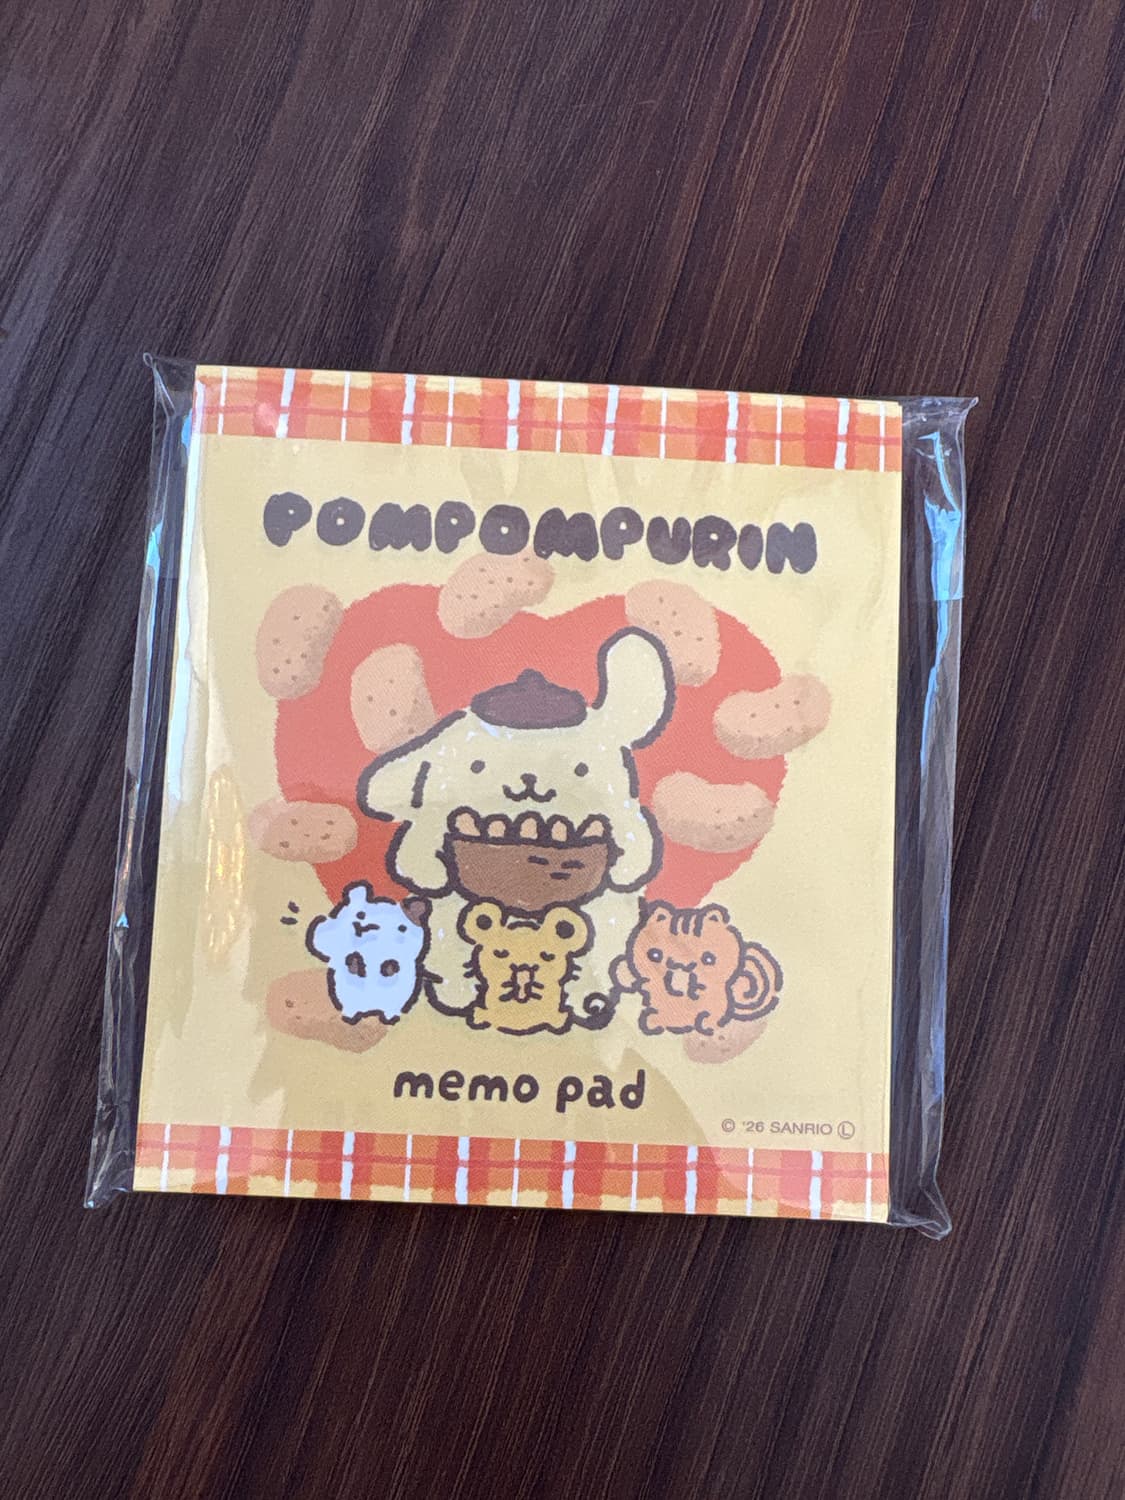 POMPOMPURIN
memo pad
© '26 SANRIO Ⓛ